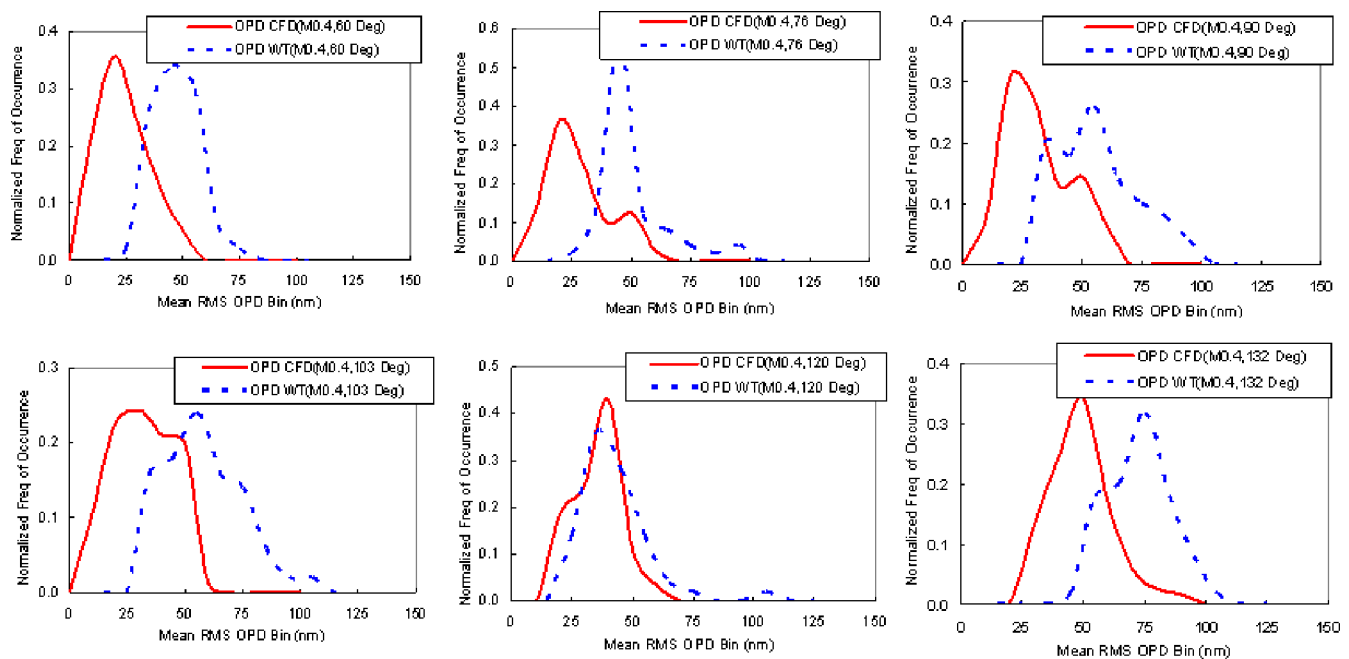 OPD CFD(M0.4,60 Deg)
OPD WT(M0.4,60 Deg)
Normalized Freq of Occurrence
0.4
0.3
0.2
0.1
0.0
0 25 50 75 100 125 150
Mean RMS OPD Bin (nm)
OPD CFD(M0.4,76 Deg)
OPD WT(M0.4,76 Deg)
Normalized Freq of Occurrence
0.6
0.5
0.4
0.3
0.2
0.1
0.0
0 25 50 75 100 125 150
Mean RMS OPD Bin (nm)
OPD CFD(M0.4,90 Deg)
OPD WT(M0.4,90 Deg)
Normalized Freq of Occurrence
0.4
0.3
0.2
0.1
0.0
0 25 50 75 100 125 150
Mean RMS OPD Bin (nm)
OPD CFD(M0.4,103 Deg)
OPD WT(M0.4,103 Deg)
Normalized Freq of Occurrence
0.3
0.2
0.1
0.0
0 25 50 75 100 125 150
Mean RMS OPD Bin (nm)
OPD CFD(M0.4,120 Deg)
OPD WT(M0.4,120 Deg)
Normalized Freq of Occurrence
0.5
0.4
0.3
0.2
0.1
0.0
0 25 50 75 100 125 150
Mean RMS OPD Bin (nm)
OPD CFD(M0.4,132 Deg)
OPD WT(M0.4,132 Deg)
Normalized Freq of Occurrence
0.4
0.3
0.2
0.1
0.0
0 25 50 75 100 125 150
Mean RMS OPD Bin (nm)